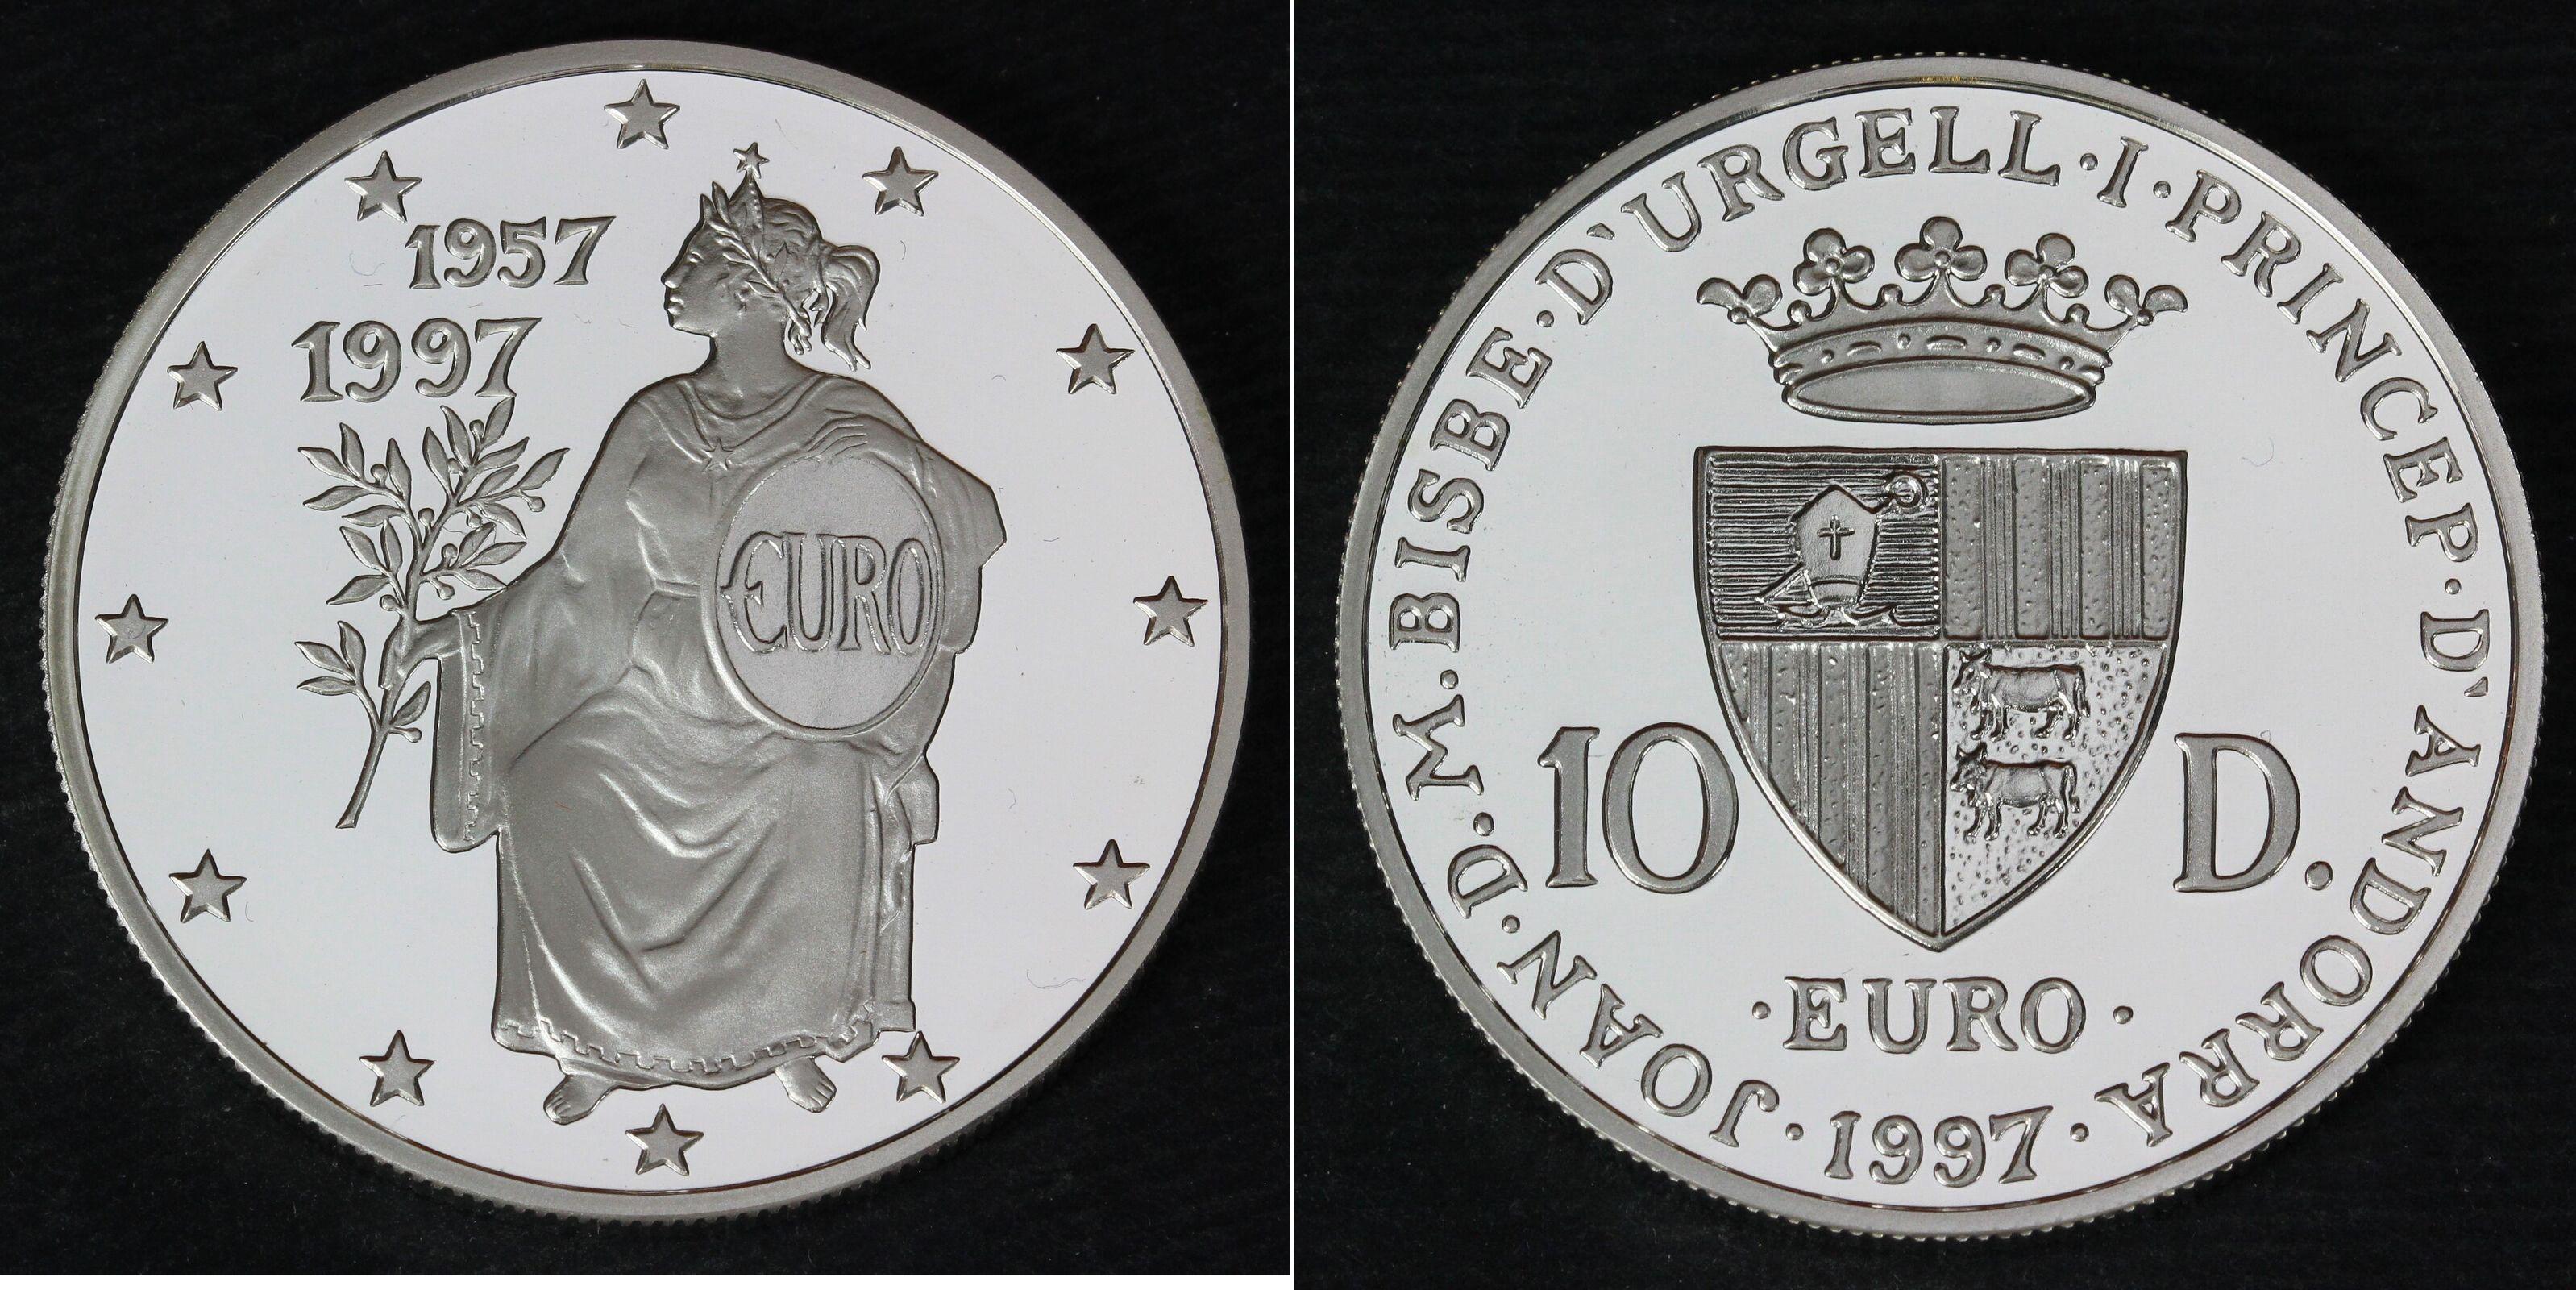 1957
1997
EURO
JOAN·D.·D.·M.·BISBE·D'URGELL·I·PRINCEP·D'ANDORRA
10 D.
·EURO·
·1997·